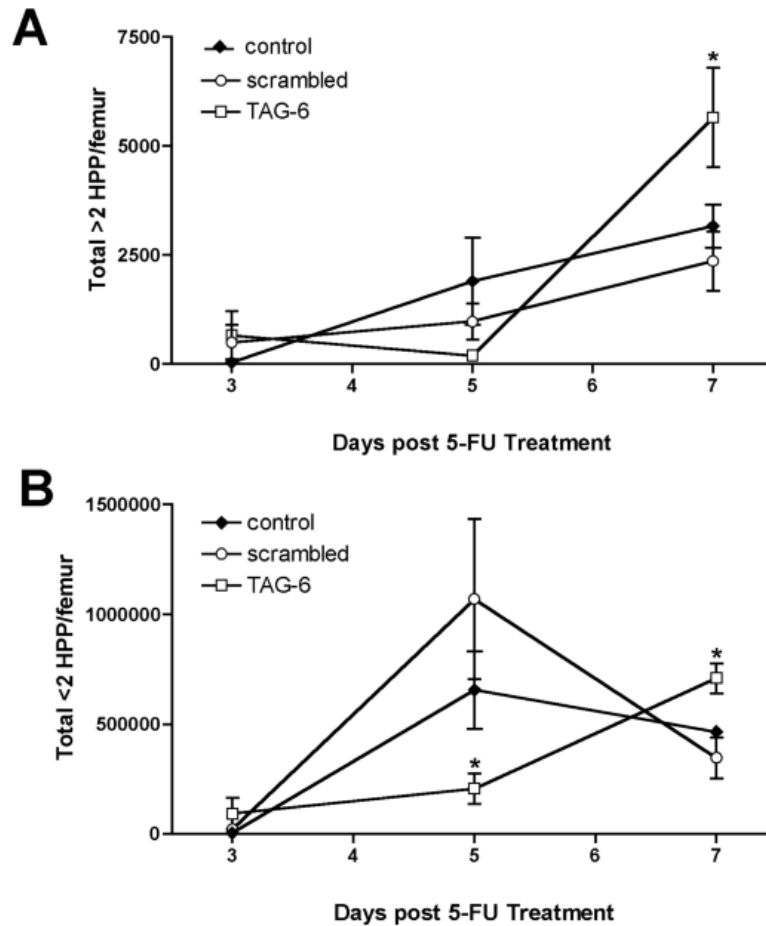 A
7500
control
scrambled
TAG-6
*
5000
2500
0
Total >2 HPP/femur
3 4 5 6 7
Days post 5-FU Treatment
B
1500000
control
scrambled
TAG-6
1000000
*
500000
*
0
Total <2 HPP/femur
3 4 5 6 7
Days post 5-FU Treatment